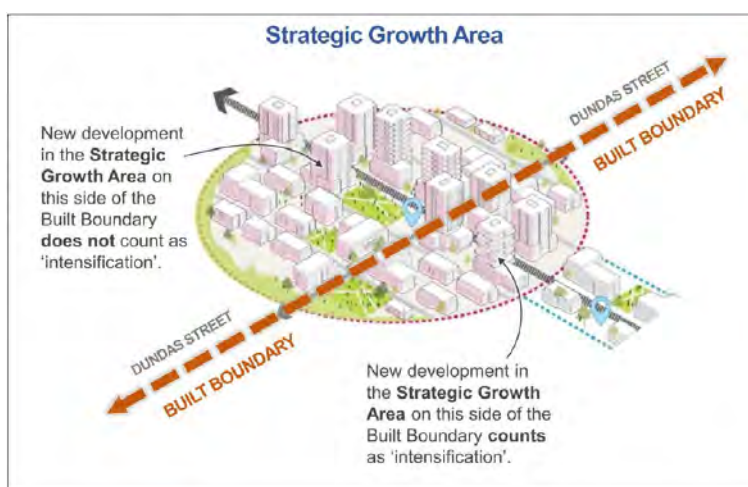 Strategic Growth Area
DUNDAS STREET
BUILT BOUNDARY
New development
in the Strategic
Growth Area on
this side of the
Built Boundary
does not count as
‘intensification’.
DUNDAS STREET
BUILT BOUNDARY
New development in
the Strategic Growth
Area on this side of the
Built Boundary counts
as ‘intensification’.